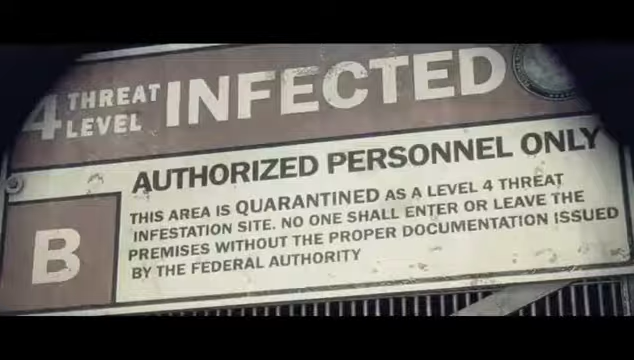 4 THREAT LEVEL INFECTED
AUTHORIZED PERSONNEL ONLY
B
THIS AREA IS QUARANTINED AS A LEVEL 4 THREAT
INFESTATION SITE. NO ONE SHALL ENTER OR LEAVE THE
PREMISES WITHOUT THE PROPER DOCUMENTATION ISSUED
BY THE FEDERAL AUTHORITY